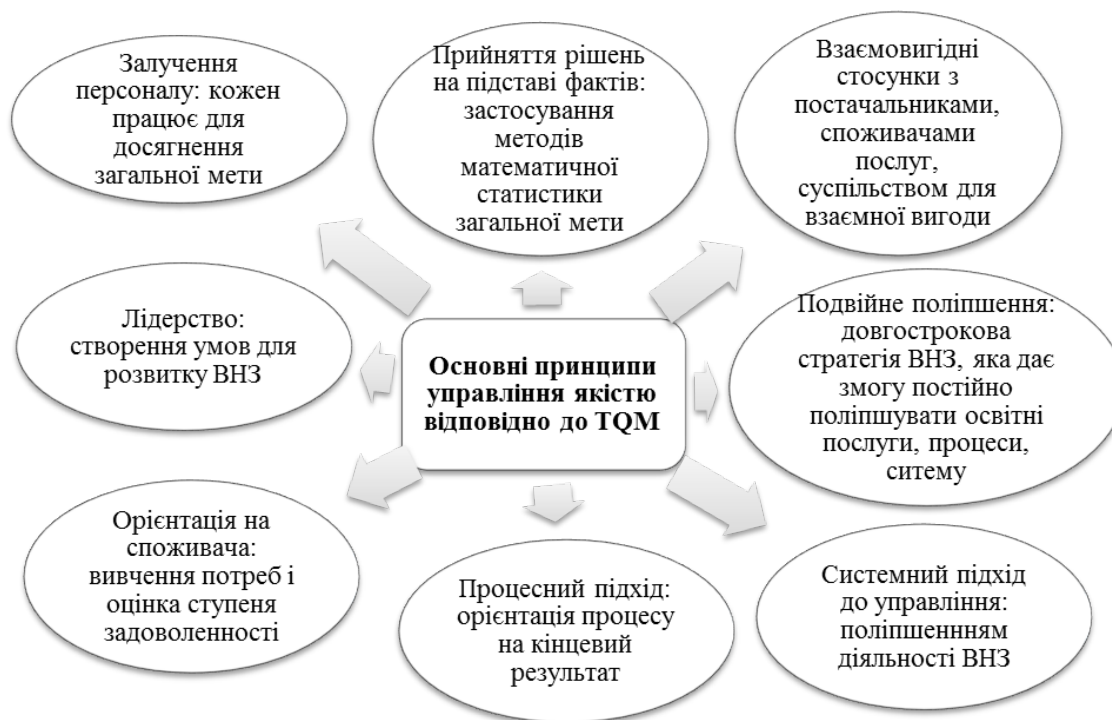 Залучення
персоналу: кожен
працює для
досягнення
загальної мети
Прийняття рішень
на підставі фактів:
застосування
методів
математичної
статистики
загальної мети
Взаємовигідні
стосунки з
постачальниками,
споживачами
послуг,
суспільством для
взаємної вигоди
Лідерство:
створення умов для
розвитку ВНЗ
Основні принципи
управління якістю
відповідно до TQM
Подвійне поліпшення:
довгострокова
стратегія ВНЗ, яка дає
змогу постійно
поліпшувати освітні
послуги, процеси,
ситему
Орієнтація на
споживача:
вивчення потреб і
оцінка ступеня
задоволенності
Процесний підхід:
орієнтація процесу
на кінцевий
результат
Системний підхід
до управління:
поліпшеннням
діяльності ВНЗ